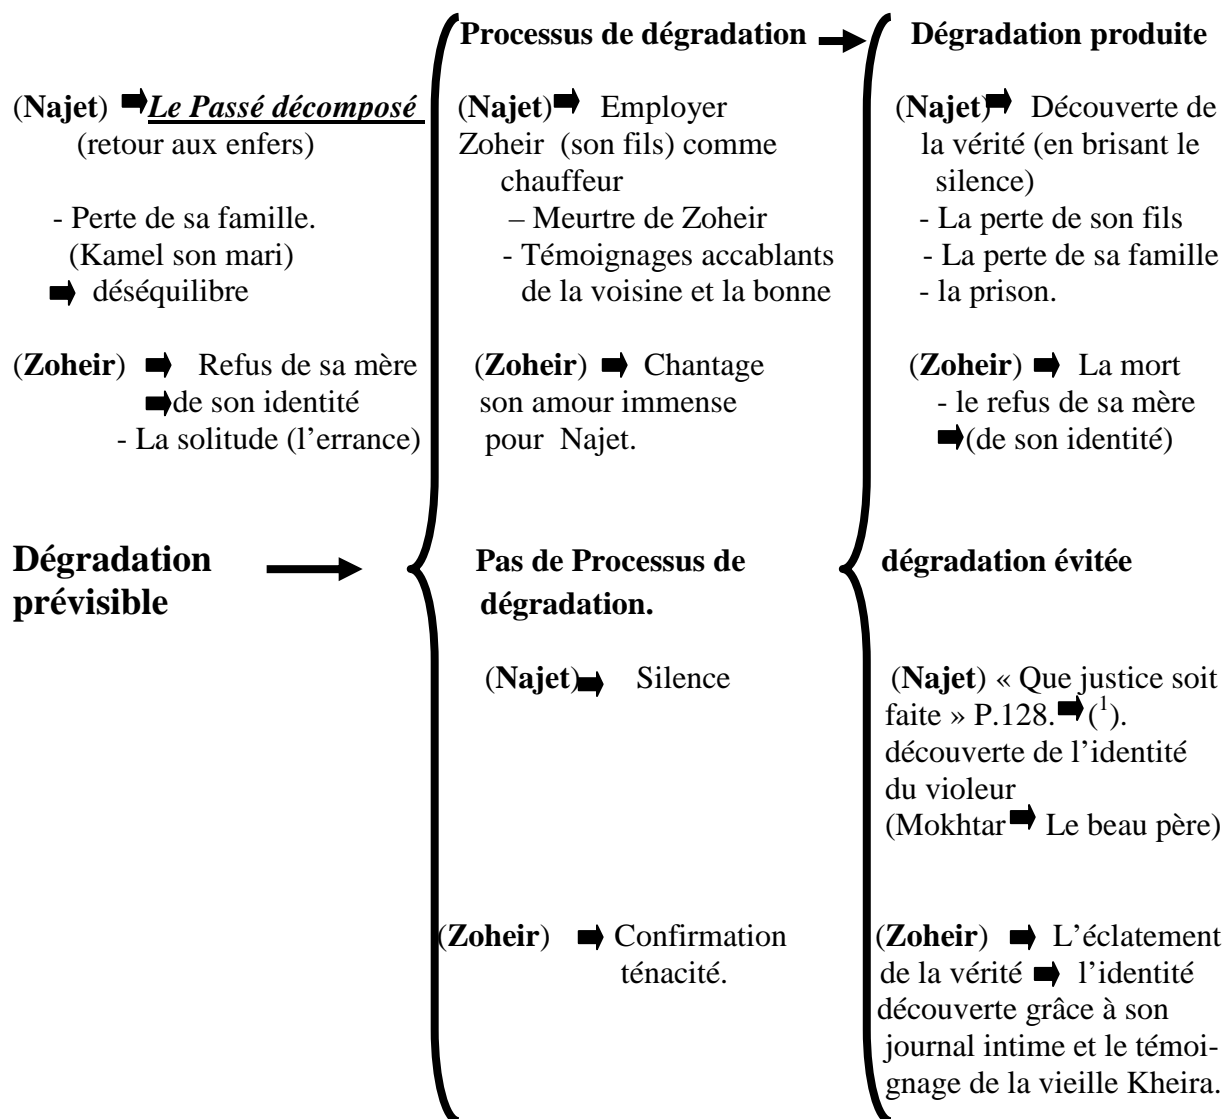 Processus de dégradation
Dégradation produite
(Najet) Le Passé décomposé
(retour aux enfers)
- Perte de sa famille.
(Kamel son mari)
déséquilibre
(Zoheir) Refus de sa mère
de son identité
- La solitude (l’errance)
(Najet) Employer
Zoheir (son fils) comme
chauffeur
– Meurtre de Zoheir
- Témoignages accablants
de la voisine et la bonne
(Zoheir) Chantage
son amour immense
pour Najet.
(Najet) Découverte de
la vérité (en brisant le
silence)
- La perte de son fils
- La perte de sa famille
- la prison.
(Zoheir) La mort
- le refus de sa mère
(de son identité)
Dégradation
prévisible
Pas de Processus de
dégradation.
dégradation évitée
(Najet) Silence
(Najet) « Que justice soit
faite » P.128. (1).
découverte de l’identité
du violeur
(Mokhtar Le beau père)
(Zoheir) Confirmation
ténacité.
(Zoheir) L’éclatement
de la vérité l’identité
découverte grâce à son
journal intime et le témoi-
gnage de la vieille Kheira.